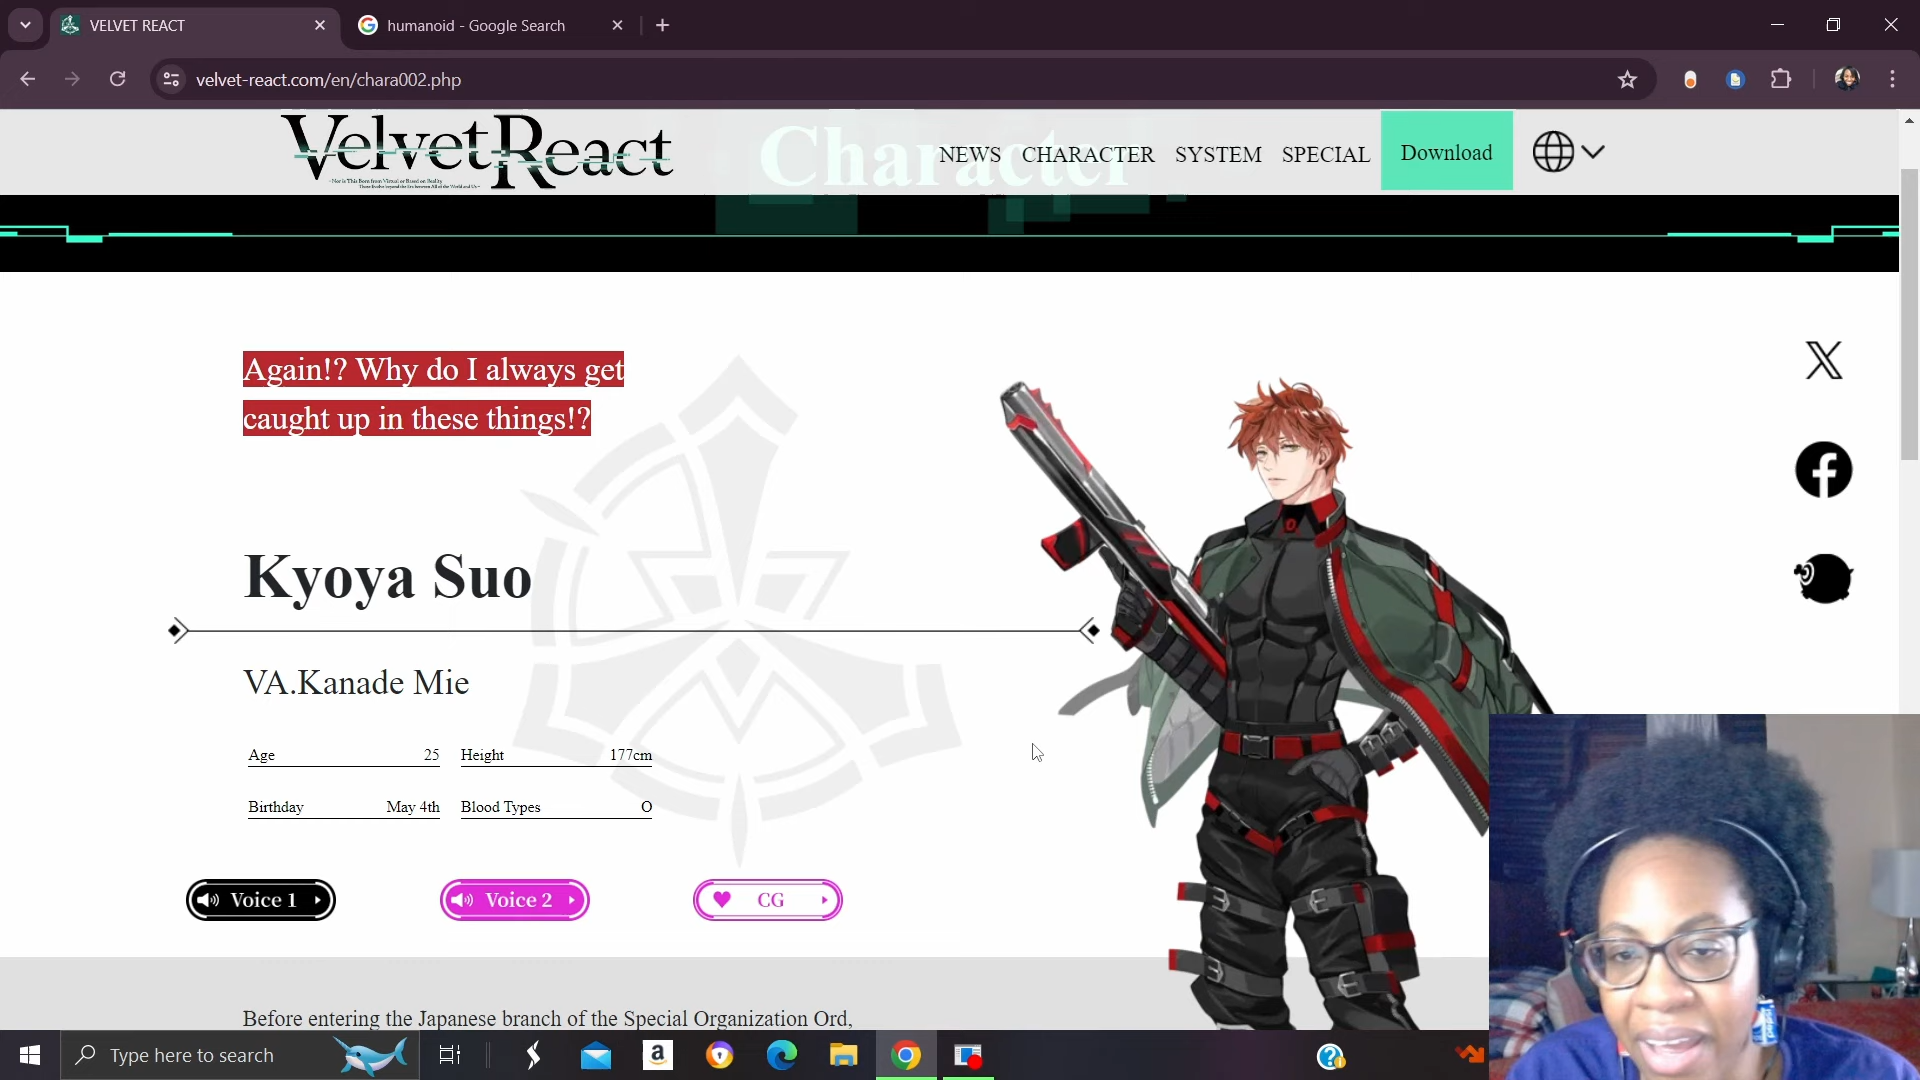 VELVET REACT
humanoid - Google Search
velvet-react.com/en/chara002.php
VelvetReact
Character
NEWS CHARACTER SYSTEM SPECIAL Download
Again!? Why do I always get
caught up in these things!?
Kyoya Suo
VA.Kanade Mie
Age 25 Height 177cm
Birthday May 4th Blood Types O
Voice 1 Voice 2 CG
Before entering the Japanese branch of the Special Organization Ord,
Type here to search